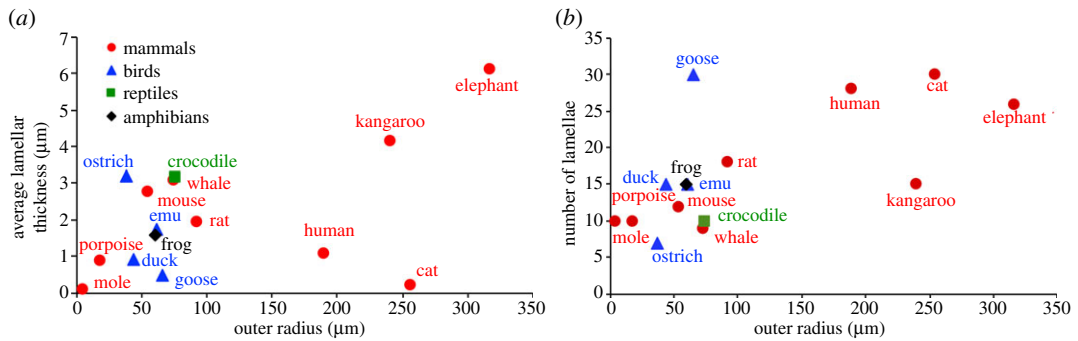 (a)
7
6
5
4
3
2
1
0
average lamellar
thickness (μm)
mammals
birds
reptiles
amphibians
elephant
kangaroo
ostrich
crocodile
whale
mouse
emu
rat
human
porpoise
frog
duck
goose
cat
mole
0 50 100 150 200 250 300 350
outer radius (μm)
(b)
35
30
25
20
15
10
5
0
number of lamellae
goose
cat
human
elephant
rat
frog
duck
emu
kangaroo
porpoise
mouse
crocodile
mole
whale
ostrich
50 100 150 200 250 300 350
outer radius (μm)